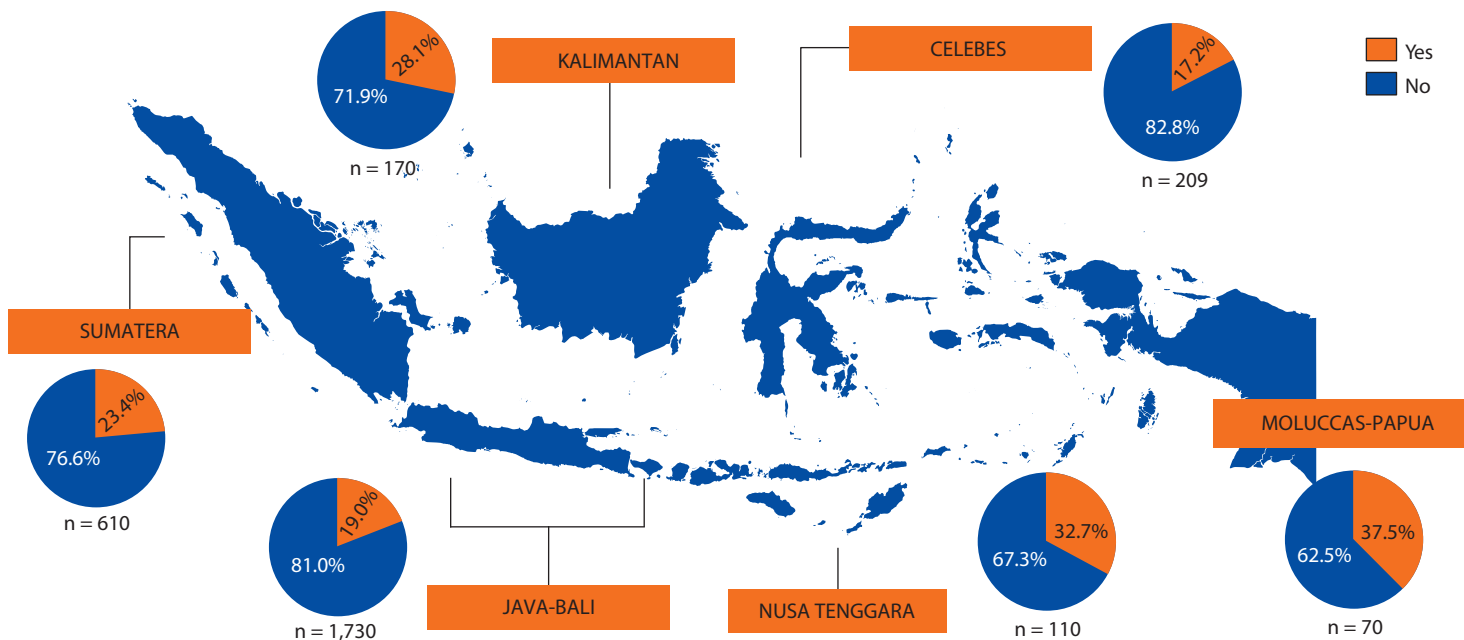 28.1%
71.9%
n = 170
KALIMANTAN
CELEBES
17.2%
82.8%
n = 209
Yes
No
SUMATERA
23.4%
76.6%
n = 610
19.0%
81.0%
n = 1,730
JAVA-BALI
NUSA TENGGARA
32.7%
67.3%
n = 110
MOLUCCAS-PAPUA
37.5%
62.5%
n = 70